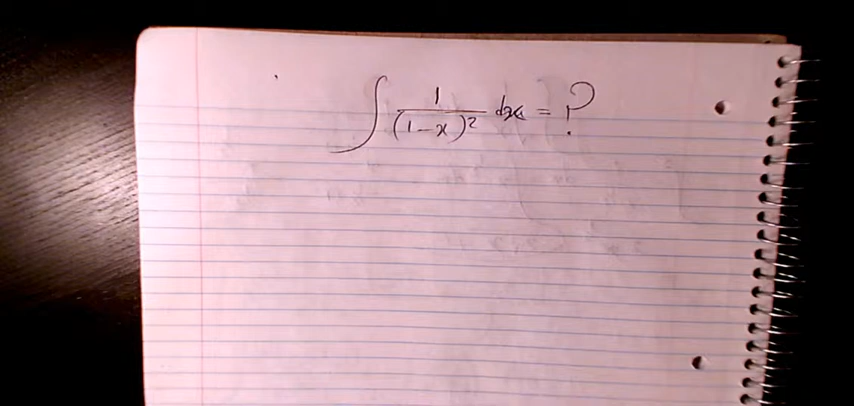 ∫ 1/(1-x)² dx = ?